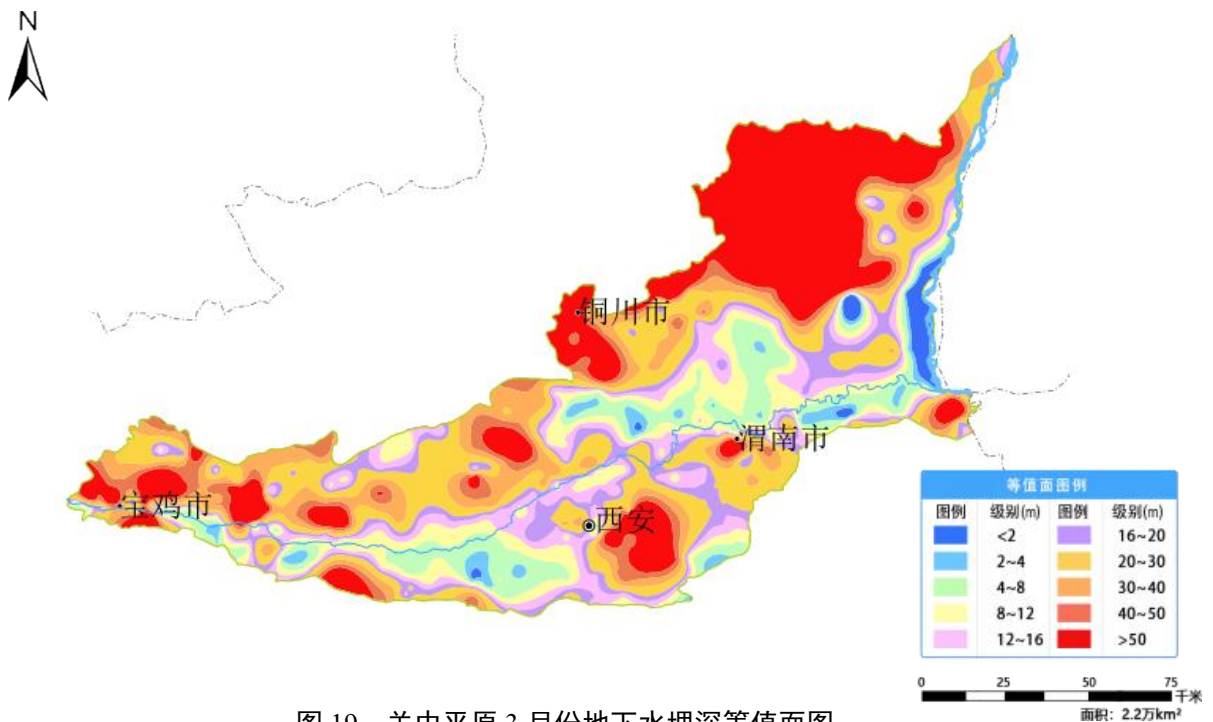 N
铜川市
渭南市
宝鸡市
西安
等值面图例
图例 级别(m) 图例 级别(m)
<2 16~20
2~4 20~30
4~8 30~40
8~12 40~50
12~16 >50
0 25 50 75
千米
面积：2.2万km²
图 19 关中平原 3 月份地下水埋深等值面图